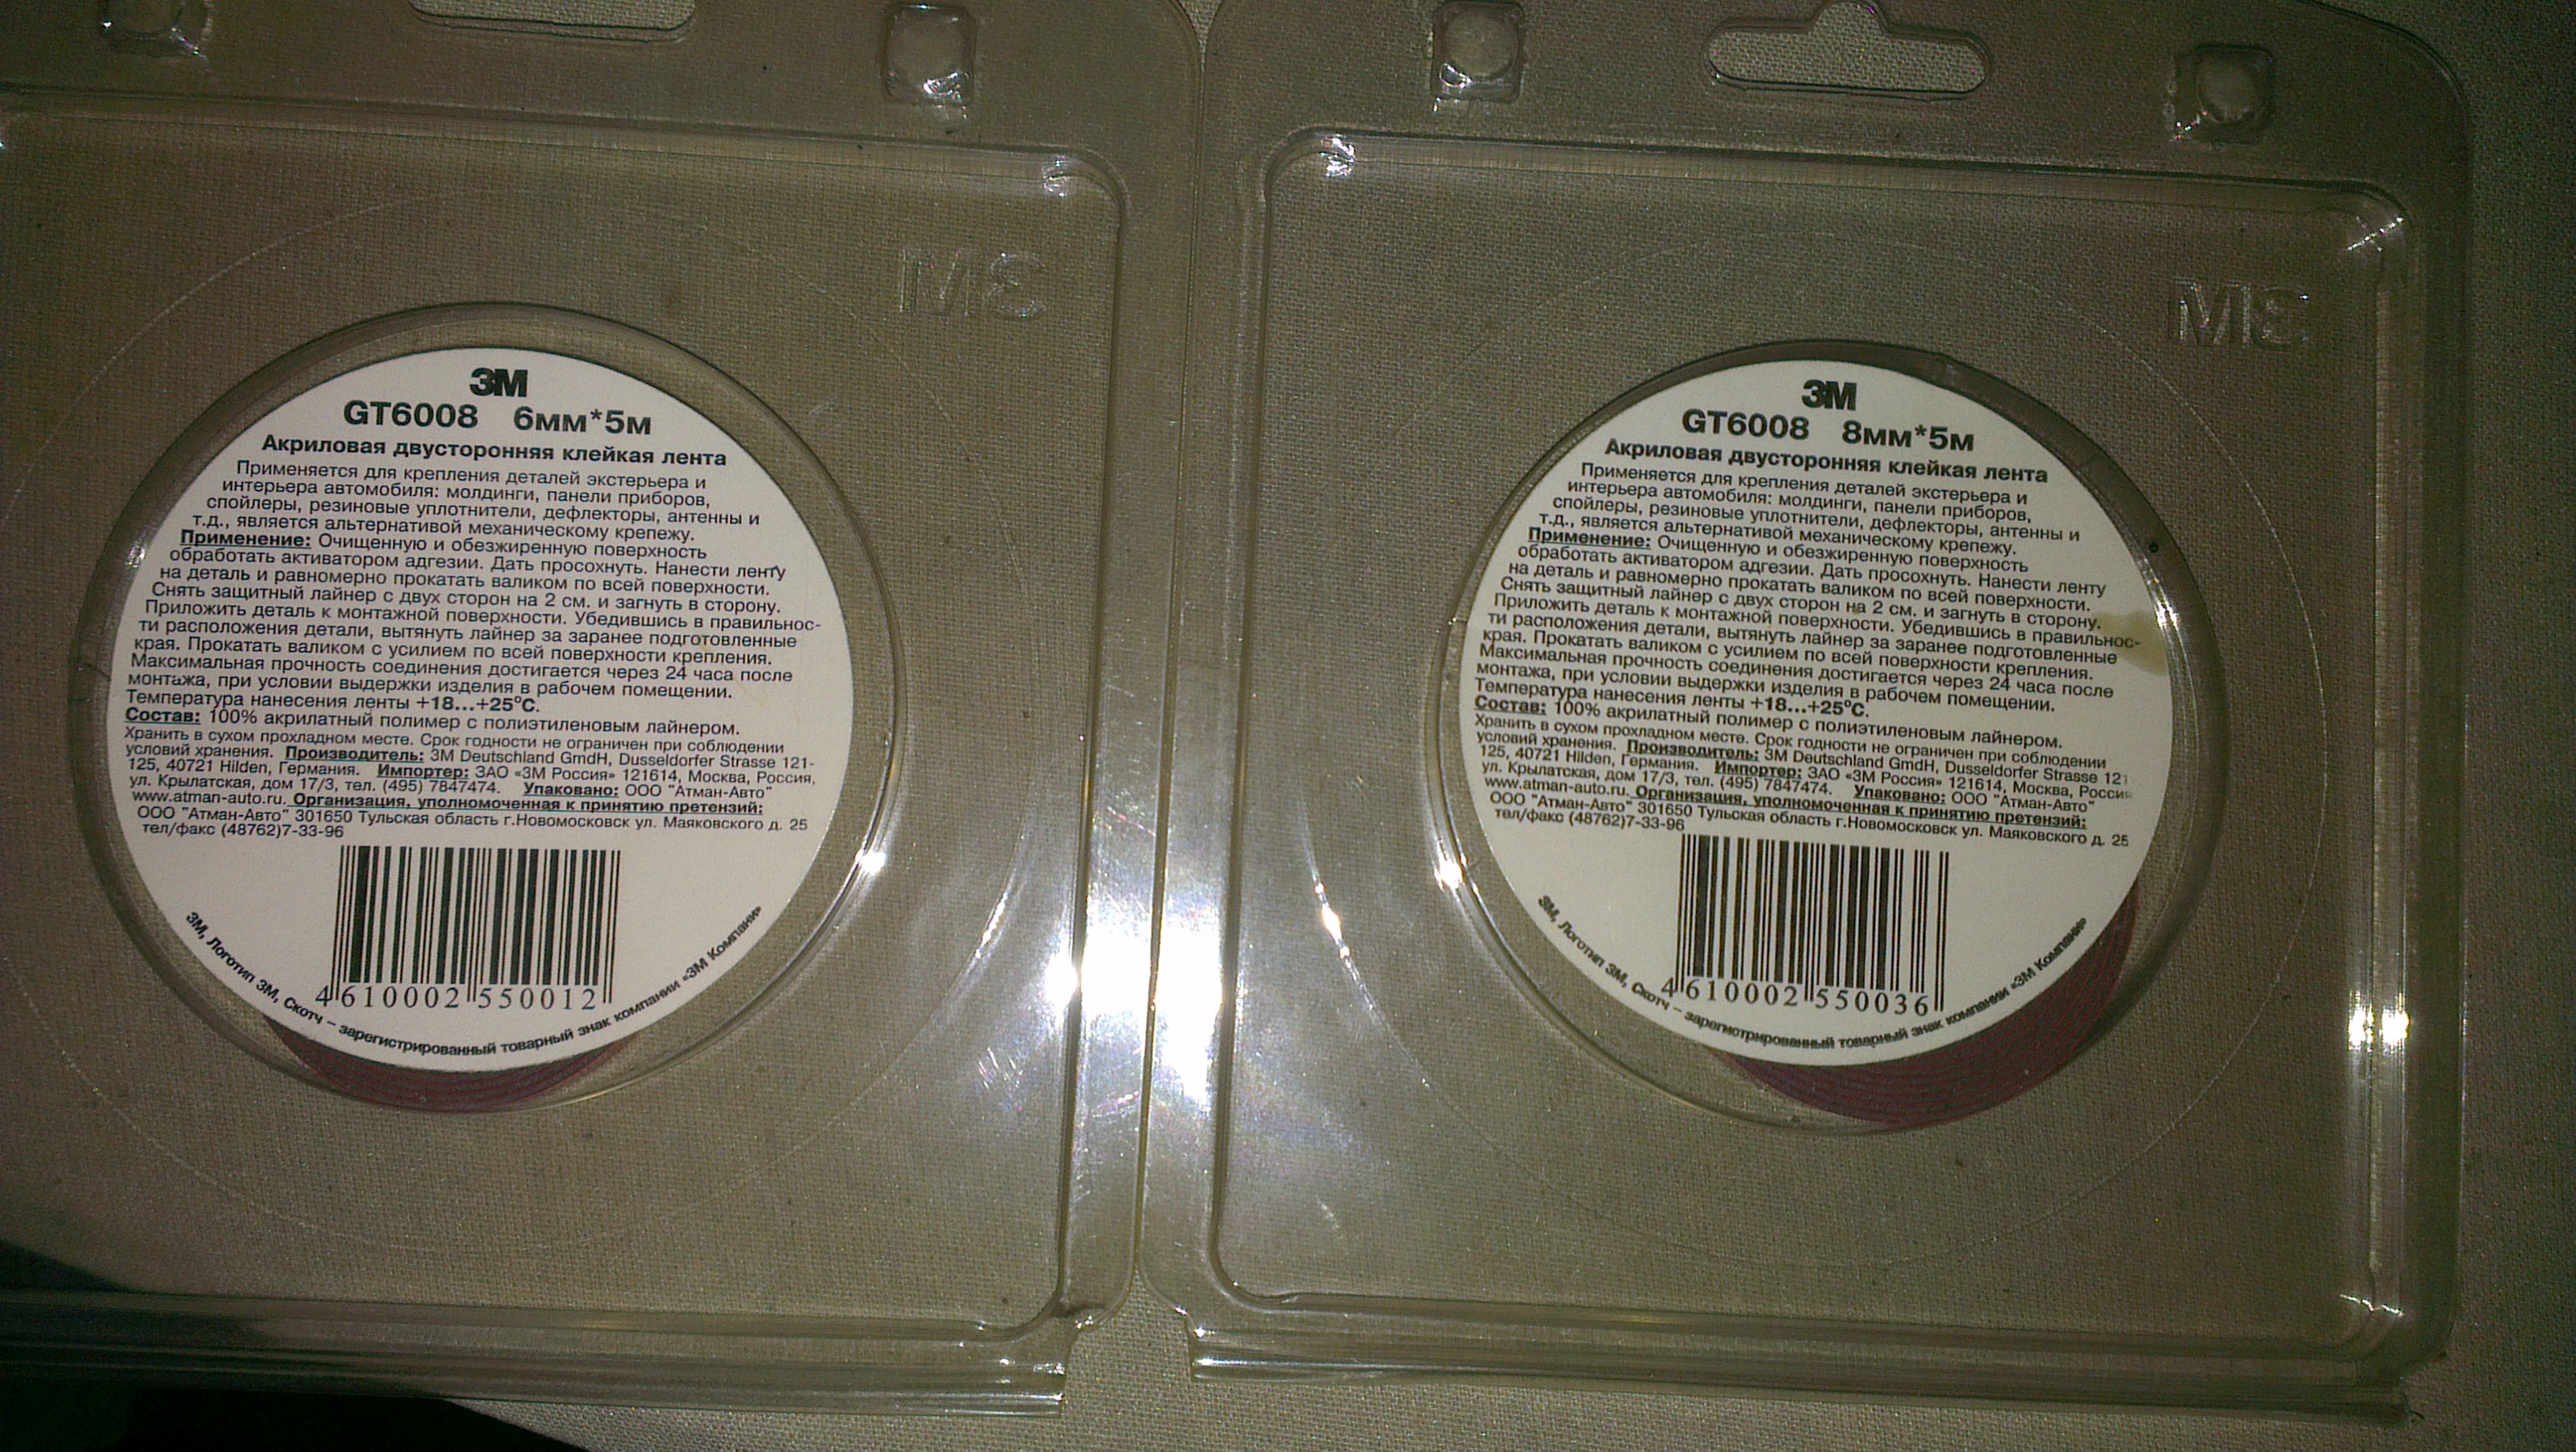 3M
GT6008 6мм*5м
Акриловая двусторонняя клейкая лента
Применяется для крепления деталей экстерьера и
интерьера автомобиля: молдинги, панели приборов,
спойлеры, резиновые уплотнители, дефлекторы, антенны и
т.д., является альтернативой механическому крепежу.
Применение: Очищенную и обезжиренную поверхность
обработать активатором адгезии. Дать просохнуть. Нанести ленту
на деталь и равномерно прокатать валиком по всей поверхности.
Снять защитный лайнер с двух сторон на 2 см. и загнуть в сторону.
Приложить деталь к монтажной поверхности. Убедившись в правильнос-
ти расположения детали, вытянуть лайнер за заранее подготовленные
края. Прокатать валиком с усилием по всей поверхности крепления.
Максимальная прочность соединения достигается через 24 часа после
монтажа, при условии выдержки изделия в рабочем помещении.
Температура нанесения ленты +18...+25°С.
Состав: 100% акрилатный полимер с полиэтиленовым лайнером.
Хранить в сухом прохладном месте. Срок годности не ограничен при соблюдении
условий хранения. Производитель: 3M Deutschland GmbH, Dusseldorfer Strasse 121-
125, 40721 Hilden, Германия. Импортер: ЗАО «3М Россия» 121614, Москва, Россия,
ул. Крылатская, дом 17/3, тел. (495) 7847474. Упаковано: ООО "Атман-Авто"
www.atman-auto.ru. Организация, уполномоченная к принятию претензий:
ООО "Атман-Авто" 301650 Тульская область г.Новомосковск ул. Маяковского д. 25
тел/факс (48762)7-33-96
4 610002 550012
3М, Логотип 3М, Скотч – зарегистрированный товарный знак компании «3М Компани»
3M
3M
GT6008 8мм*5м
Акриловая двусторонняя клейкая лента
Применяется для крепления деталей экстерьера и
интерьера автомобиля: молдинги, панели приборов,
спойлеры, резиновые уплотнители, дефлекторы, антенны и
т.д., является альтернативой механическому крепежу.
Применение: Очищенную и обезжиренную поверхность
обработать активатором адгезии. Дать просохнуть. Нанести ленту
на деталь и равномерно прокатать валиком по всей поверхности.
Снять защитный лайнер с двух сторон на 2 см. и загнуть в сторону.
Приложить деталь к монтажной поверхности. Убедившись в правильнос-
ти расположения детали, вытянуть лайнер за заранее подготовленные
края. Прокатать валиком с усилием по всей поверхности крепления.
Максимальная прочность соединения достигается через 24 часа после
монтажа, при условии выдержки изделия в рабочем помещении.
Температура нанесения ленты +18...+25°С.
Состав: 100% акрилатный полимер с полиэтиленовым лайнером.
Хранить в сухом прохладном месте. Срок годности не ограничен при соблюдении
условий хранения. Производитель: 3M Deutschland GmbH, Dusseldorfer Strasse 121
125, 40721 Hilden, Германия. Импортер: ЗАО «3М Россия» 121614, Москва, Россия
ул. Крылатская, дом 17/3, тел. (495) 7847474. Упаковано: ООО "Атман-Авто"
www.atman-auto.ru. Организация, уполномоченная к принятию претензий:
ООО "Атман-Авто" 301650 Тульская область г.Новомосковск ул. Маяковского д. 25
тел/факс (48762)7-33-96
4 610002 550036
3М, Логотип 3М, Скотч – зарегистрированный товарный знак компании «3М Компани»
3M